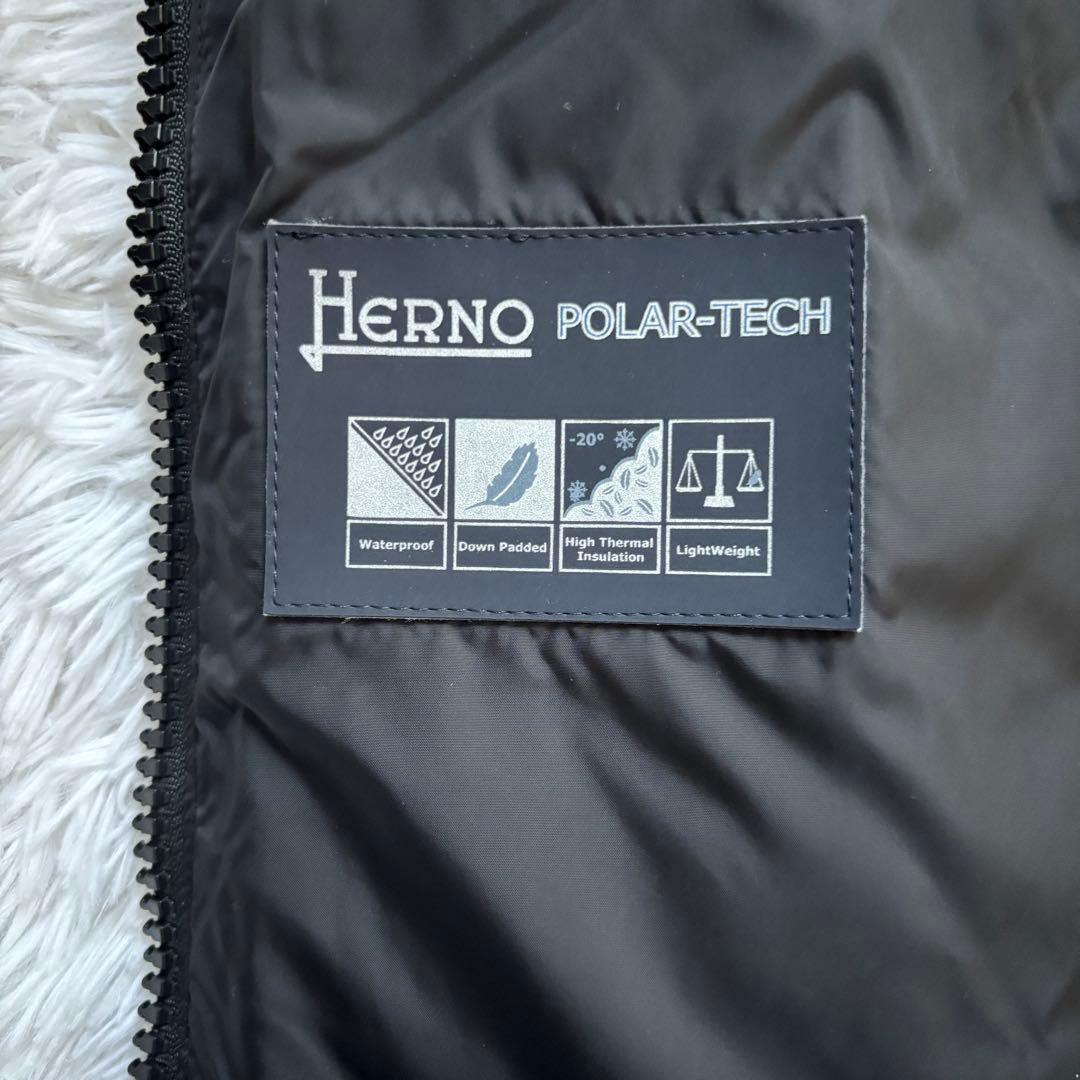 HERNO POLAR-TECH
-20°
Waterproof
Down Padded
High Thermal
Insulation
LightWeight